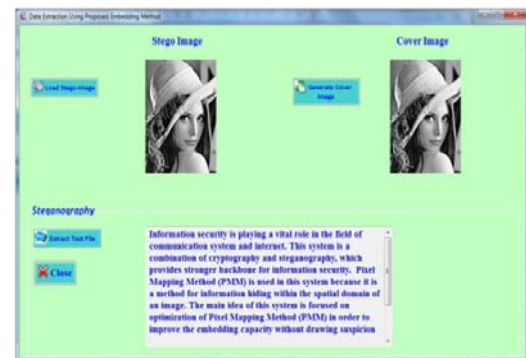 Data Extraction Using Proposed Embedding Method
Stego Image
Cover Image
Load Stego Image
Generate Cover
Image
Steganography
Extract Text File
Close
Information security is playing a vital role in the field of
communication system and internet. This system is a
combination of cryptography and steganography, which
provides stronger backbone for information security. Pixel
Mapping Method (PMM) is used in this system because it is
a method for information hiding within the spatial domain of
an image. The main idea of this system is focused on
optimization of Pixel Mapping Method (PMM) in order to
improve the embedding capacity without drawing suspicion